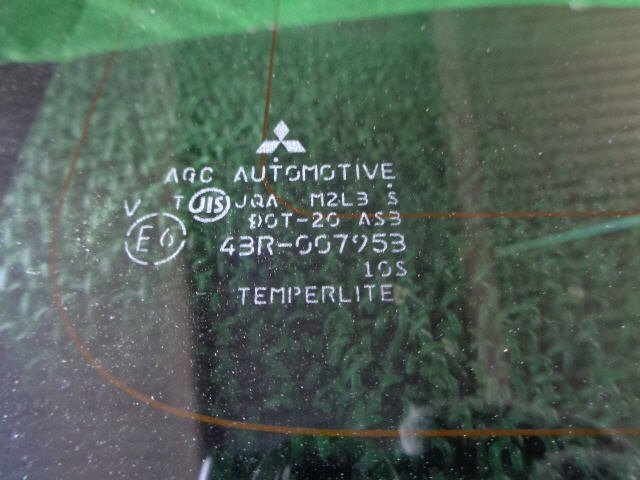 AGC AUTOMOTIVE
V T JIS JQA M2L3 S
E6 DOT-20 AS3
43R-007953
10S
TEMPERLITE